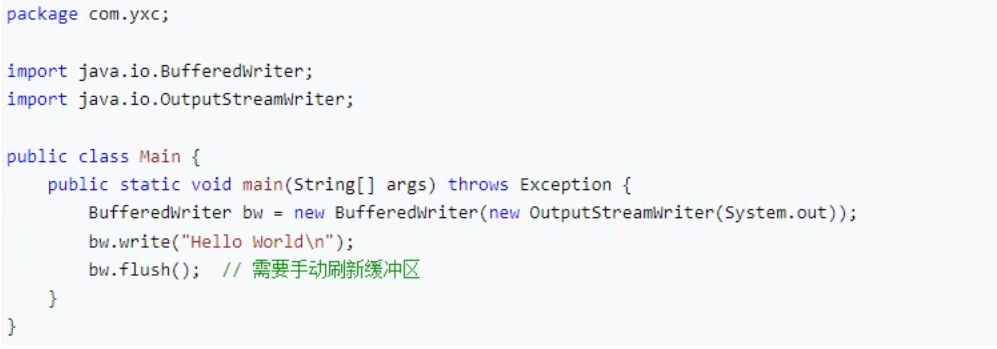 package com.yxc;
import java.io.BufferedWriter;
import java.io.OutputStreamWriter;
public class Main {
    public static void main(String[] args) throws Exception {
        BufferedWriter bw = new BufferedWriter(new OutputStreamWriter(System.out));
        bw.write("Hello World\n");
        bw.flush();  // 需要手动刷新缓冲区
    }
}